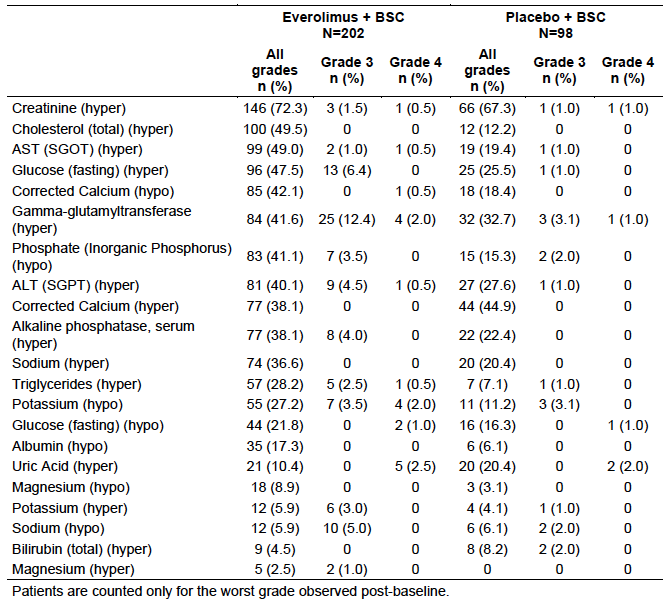 Everolimus + BSC Placebo + BSC
N=202 N=98
All grades n (%) Grade 3 n (%) Grade 4 n (%) All grades n (%) Grade 3 n (%) Grade 4 n (%)
Creatinine (hyper) 146 (72.3) 3 (1.5) 1 (0.5) 66 (67.3) 1 (1.0) 1 (1.0)
Cholesterol (total) (hyper) 100 (49.5) 0 0 12 (12.2) 0 0
AST (SGOT) (hyper) 99 (49.0) 2 (1.0) 1 (0.5) 19 (19.4) 1 (1.0) 0
Glucose (fasting) (hyper) 96 (47.5) 13 (6.4) 0 25 (25.5) 1 (1.0) 0
Corrected Calcium (hypo) 85 (42.1) 0 1 (0.5) 18 (18.4) 0 0
Gamma-glutamyltransferase
(hyper) 84 (41.6) 25 (12.4) 4 (2.0) 32 (32.7) 3 (3.1) 1 (1.0)
Phosphate (Inorganic Phosphorus)
(hypo) 83 (41.1) 7 (3.5) 0 15 (15.3) 2 (2.0) 0
ALT (SGPT) (hyper) 81 (40.1) 9 (4.5) 1 (0.5) 27 (27.6) 1 (1.0) 0
Corrected Calcium (hyper) 77 (38.1) 0 0 44 (44.9) 0 0
Alkaline phosphatase, serum
(hyper) 77 (38.1) 8 (4.0) 0 22 (22.4) 0 0
Sodium (hyper) 74 (36.6) 0 0 20 (20.4) 0 0
Triglycerides (hyper) 57 (28.2) 5 (2.5) 1 (0.5) 7 (7.1) 1 (1.0) 0
Potassium (hypo) 55 (27.2) 7 (3.5) 4 (2.0) 11 (11.2) 3 (3.1) 0
Glucose (fasting) (hypo) 44 (21.8) 0 2 (1.0) 16 (16.3) 0 1 (1.0)
Albumin (hypo) 35 (17.3) 0 0 6 (6.1) 0 0
Uric Acid (hyper) 21 (10.4) 0 5 (2.5) 20 (20.4) 0 2 (2.0)
Magnesium (hypo) 18 (8.9) 0 0 3 (3.1) 0 0
Potassium (hyper) 12 (5.9) 6 (3.0) 0 4 (4.1) 1 (1.0) 0
Sodium (hypo) 12 (5.9) 10 (5.0) 0 6 (6.1) 2 (2.0) 0
Bilirubin (total) (hyper) 9 (4.5) 0 0 8 (8.2) 2 (2.0) 0
Magnesium (hyper) 5 (2.5) 2 (1.0) 0 0 0 0
Patients are counted only for the worst grade observed post-baseline.